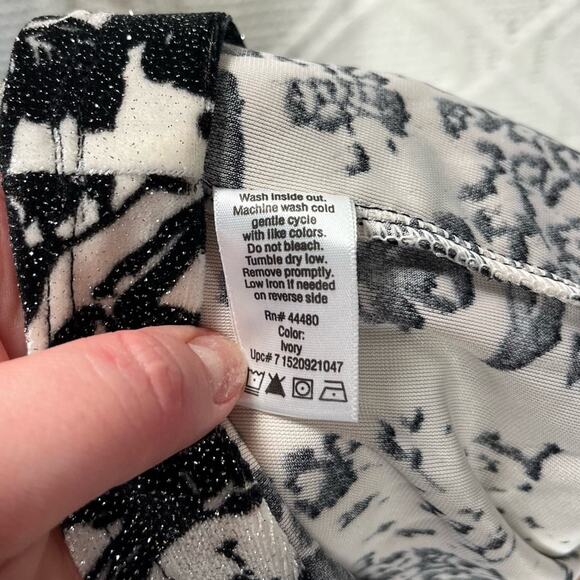 Wash inside out.
Machine wash cold
gentle cycle
with like colors.
Do not bleach.
Tumble dry low.
Remove promptly.
Low Iron if needed
on reverse side
Rn# 44480
Color:
Ivory
Upc# 7 1520921047